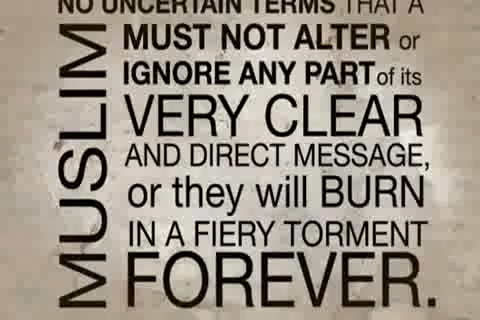 NO UNCERTAIN TERMS THAT A
MUSLIM
MUST NOT ALTER or
IGNORE ANY PART of its
VERY CLEAR
AND DIRECT MESSAGE,
or they will BURN
IN A FIERY TORMENT
FOREVER.